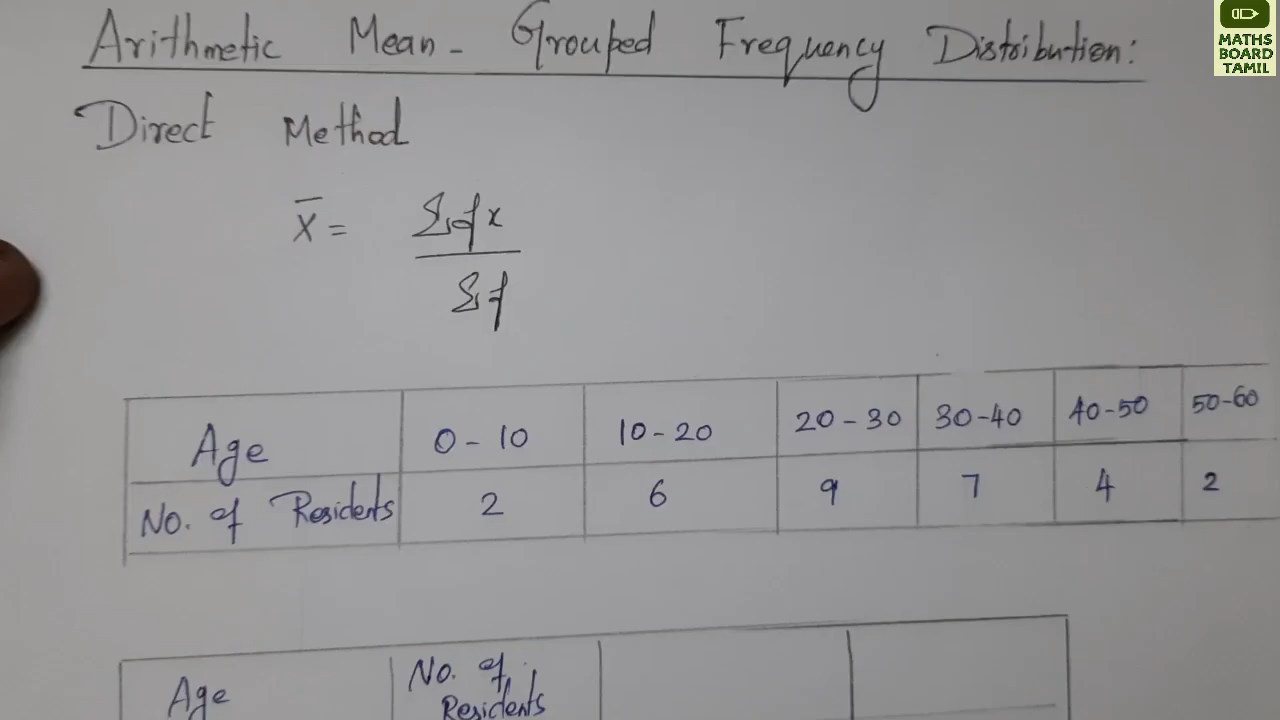 Arithmetic Mean - Grouped Frequency Distribution:
Direct Method
X̄ = Σfx / Σf
Age 0-10 10-20 20-30 30-40 40-50 50-60
No. of Residents 2 6 9 7 4 2
Age No. of Residents
MATHS
BOARD
TAMIL